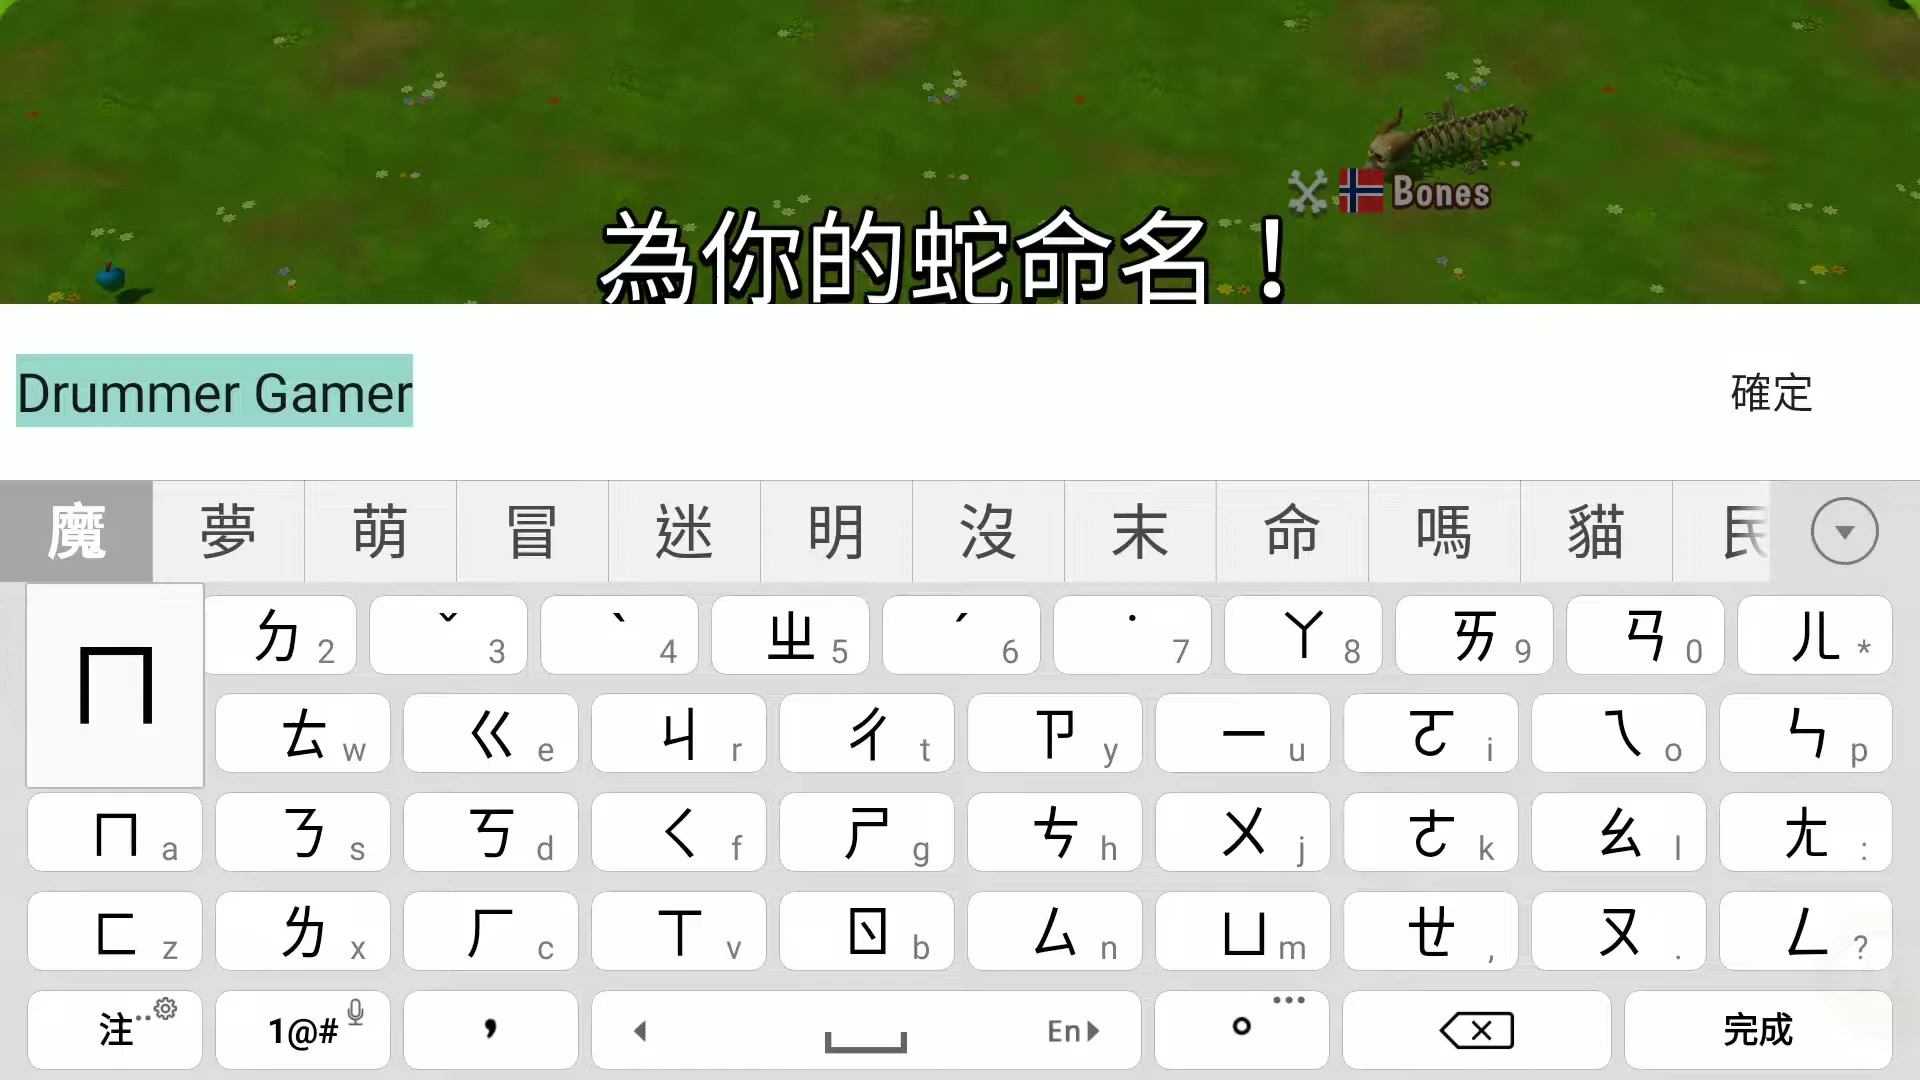 Bones
為你的蛇命名！
Drummer Gamer
確定
魔 夢 萌 冒 迷 明 沒 末 命 嗎 貓 民
ㄇ ㄉ 2 ˇ 3 ˋ 4 ㄓ 5 ˊ 6 ˙ 7 ㄚ 8 ㄞ 9 ㄢ 0 ㄦ *
ㄊ w ㄍ e ㄐ r ㄔ t ㄗ y ㄧ u ㄛ i ㄟ o ㄣ p
ㄇ a ㄋ s ㄎ d ㄑ f ㄕ g ㄘ h ㄨ j ㄜ k ㄠ l ㄤ :
ㄈ z ㄌ x ㄏ c ㄒ v ㄖ b ㄙ n ㄩ m ㄝ , ㄡ . ㄥ ?
注 1@# ， En 。 完成